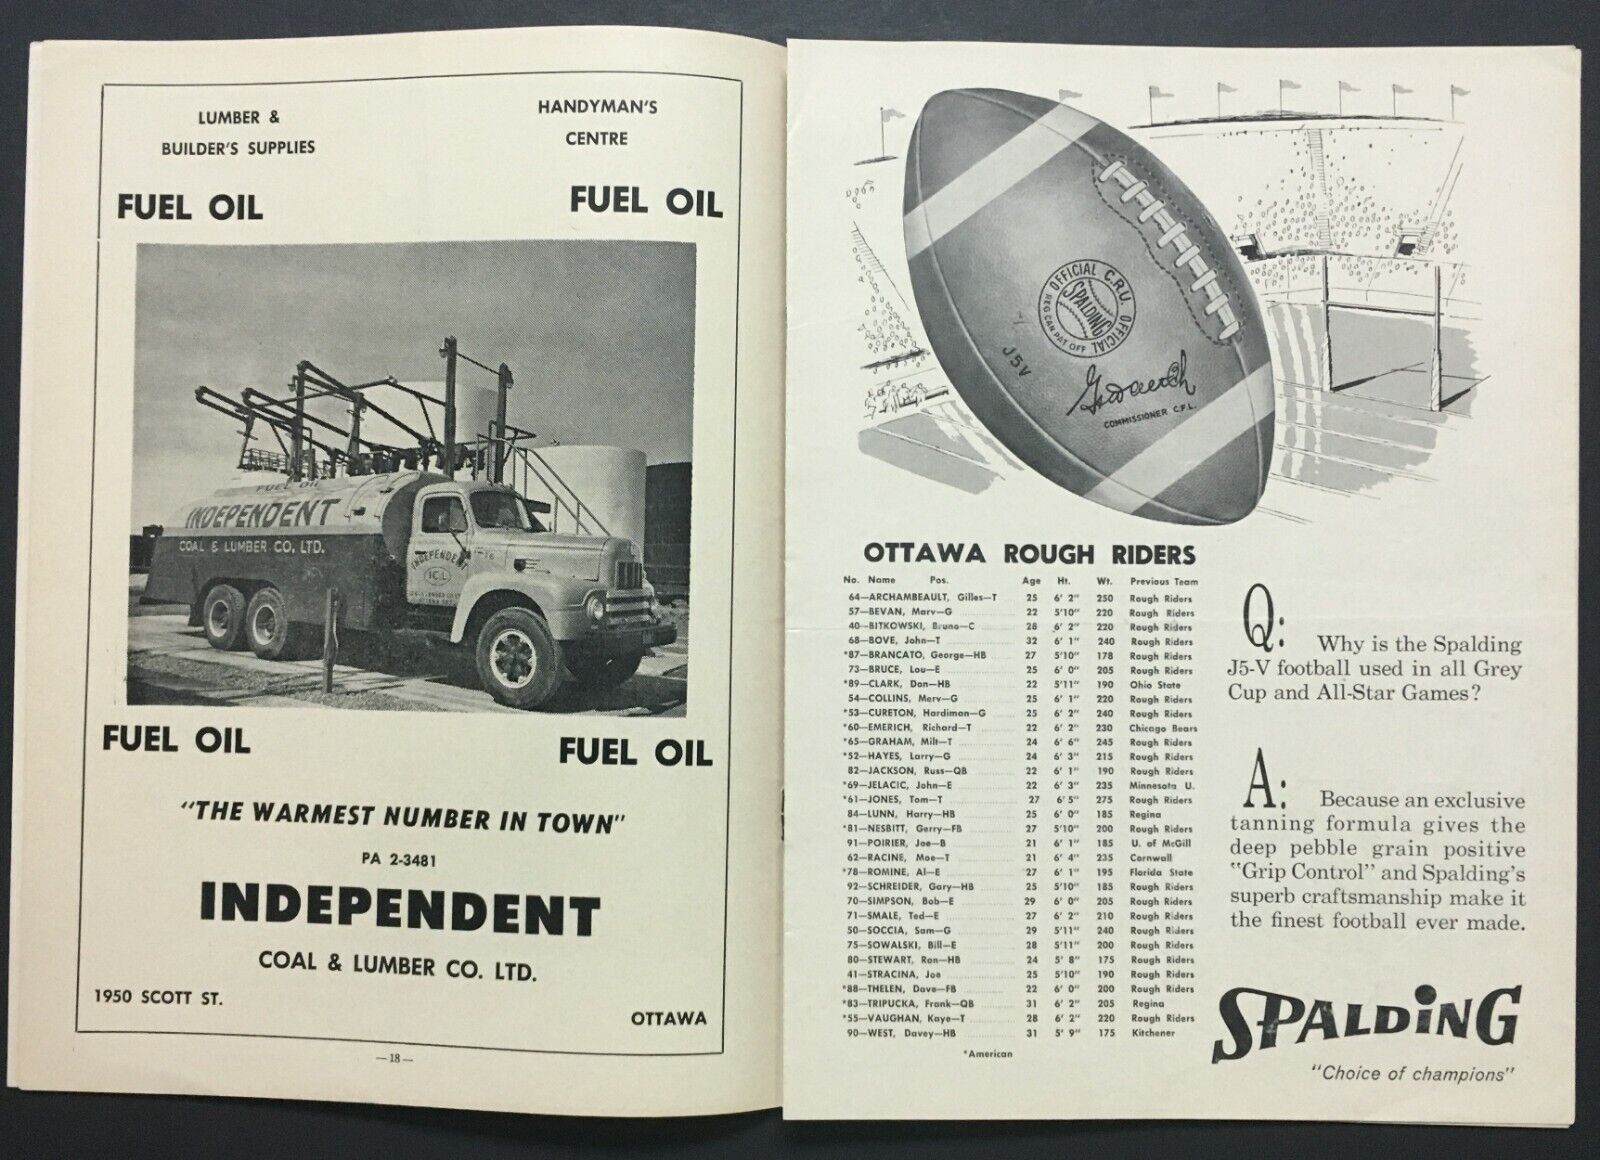 LUMBER &
BUILDER'S SUPPLIES
HANDYMAN'S
CENTRE
FUEL OIL
FUEL OIL
FUEL OIL
INDEPENDENT
COAL & LUMBER CO. LTD.
INDEPENDENT
I.C.L
FUEL OIL
FUEL OIL
"THE WARMEST NUMBER IN TOWN"
PA 2-3481
INDEPENDENT
COAL & LUMBER CO. LTD.
1950 SCOTT ST.
OTTAWA
—18—
OFFICIAL C.R.U. OFFICIAL
SPALDING
REG CAN PAT OFF
J5V
COMMISSIONER C.F.L.
OTTAWA ROUGH RIDERS
No. Name Pos. Age Ht. Wt. Previous Team
64—ARCHAMBEAULT, Gilles—T 25 6' 2" 250 Rough Riders
57—BEVAN, Marv—G 22 5'10" 220 Rough Riders
40—BITKOWSKI, Bruno—C 28 6' 2" 220 Rough Riders
68—BOVE, John—T 32 6' 1" 240 Rough Riders
*87—BRANCATO, George—HB 27 5'10" 178 Rough Riders
73—BRUCE, Lou—E 25 6' 0" 205 Rough Riders
*89—CLARK, Don—HB 22 5'11" 190 Ohio State
54—COLLINS, Merv—G 25 6' 1" 220 Rough Riders
*53—CURETON, Hardiman—G 25 6' 2" 240 Rough Riders
*60—EMERICH, Richard—T 22 6' 2" 230 Chicago Bears
*65—GRAHAM, Milt—T 24 6' 6" 245 Rough Riders
*52—HAYES, Larry—G 24 6' 3" 215 Rough Riders
82—JACKSON, Russ—QB 22 6' 1" 190 Rough Riders
*69—JELACIC, John—E 22 6' 3" 235 Minnesota U.
*61—JONES, Tom—T 27 6' 5" 275 Rough Riders
84—LUNN, Harry—HB 25 6' 0" 185 Regina
*81—NESBITT, Gerry—FB 27 5'10" 200 Rough Riders
91—POIRIER, Joe—B 21 6' 1" 185 U. of McGill
62—RACINE, Moe—T 21 6' 4" 235 Cornwall
*78—ROMINE, Al—E 27 6' 1" 195 Florida State
92—SCHREIDER, Gary—HB 25 5'10" 185 Rough Riders
70—SIMPSON, Bob—E 29 6' 0" 205 Rough Riders
71—SMALE, Ted—E 27 6' 2" 210 Rough Riders
50—SOCCIA, Sam—G 29 5'11" 240 Rough Riders
75—SOWALSKI, Bill—E 28 5'11" 200 Rough Riders
80—STEWART, Ron—HB 24 5' 8" 175 Rough Riders
41—STRACINA, Joe 25 5'10" 190 Rough Riders
*88—THELEN, Dave—FB 22 6' 0" 200 Rough Riders
*83—TRIPUCKA, Frank—QB 31 6' 2" 205 Regina
*55—VAUGHAN, Kaye—T 28 6' 2" 220 Rough Riders
90—WEST, Davey—HB 31 5' 9" 175 Kitchener
*American
Q: Why is the Spalding
J5-V football used in all Grey
Cup and All-Star Games?
A: Because an exclusive
tanning formula gives the
deep pebble grain positive
"Grip Control" and Spalding's
superb craftsmanship make it
the finest football ever made.
SPALDING
"Choice of champions"